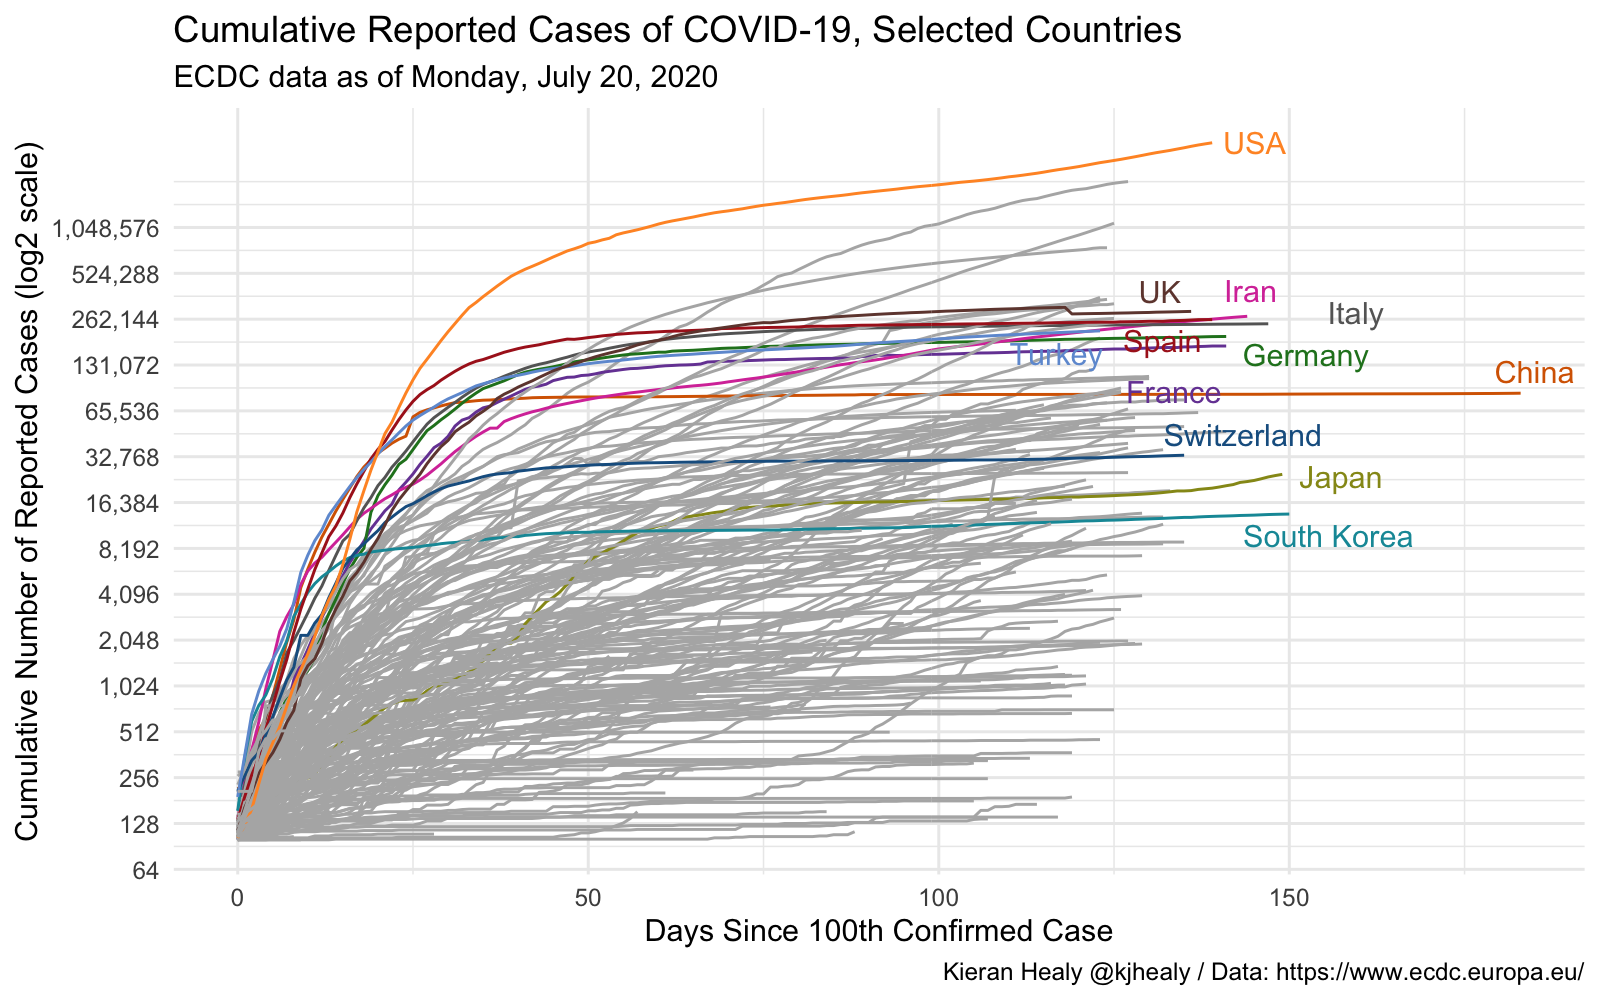 Cumulative Reported Cases of COVID-19, Selected Countries
ECDC data as of Monday, July 20, 2020
Cumulative Number of Reported Cases (log2 scale)
1,048,576
524,288
262,144
131,072
65,536
32,768
16,384
8,192
4,096
2,048
1,024
512
256
128
64
USA
UK
Iran
Italy
Spain
Turkey
Germany
China
France
Switzerland
Japan
South Korea
0
50
100
150
Days Since 100th Confirmed Case
Kieran Healy @kjhealy / Data: https://www.ecdc.europa.eu/